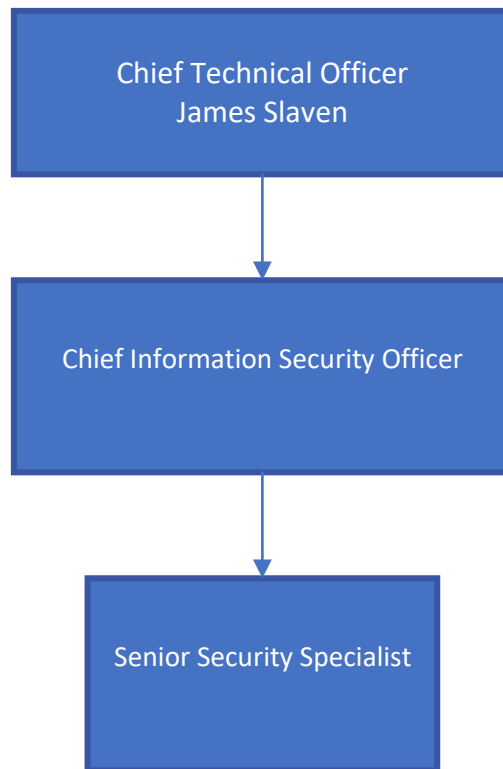 Chief Technical Officer
James Slaven
Chief Information Security Officer
Senior Security Specialist